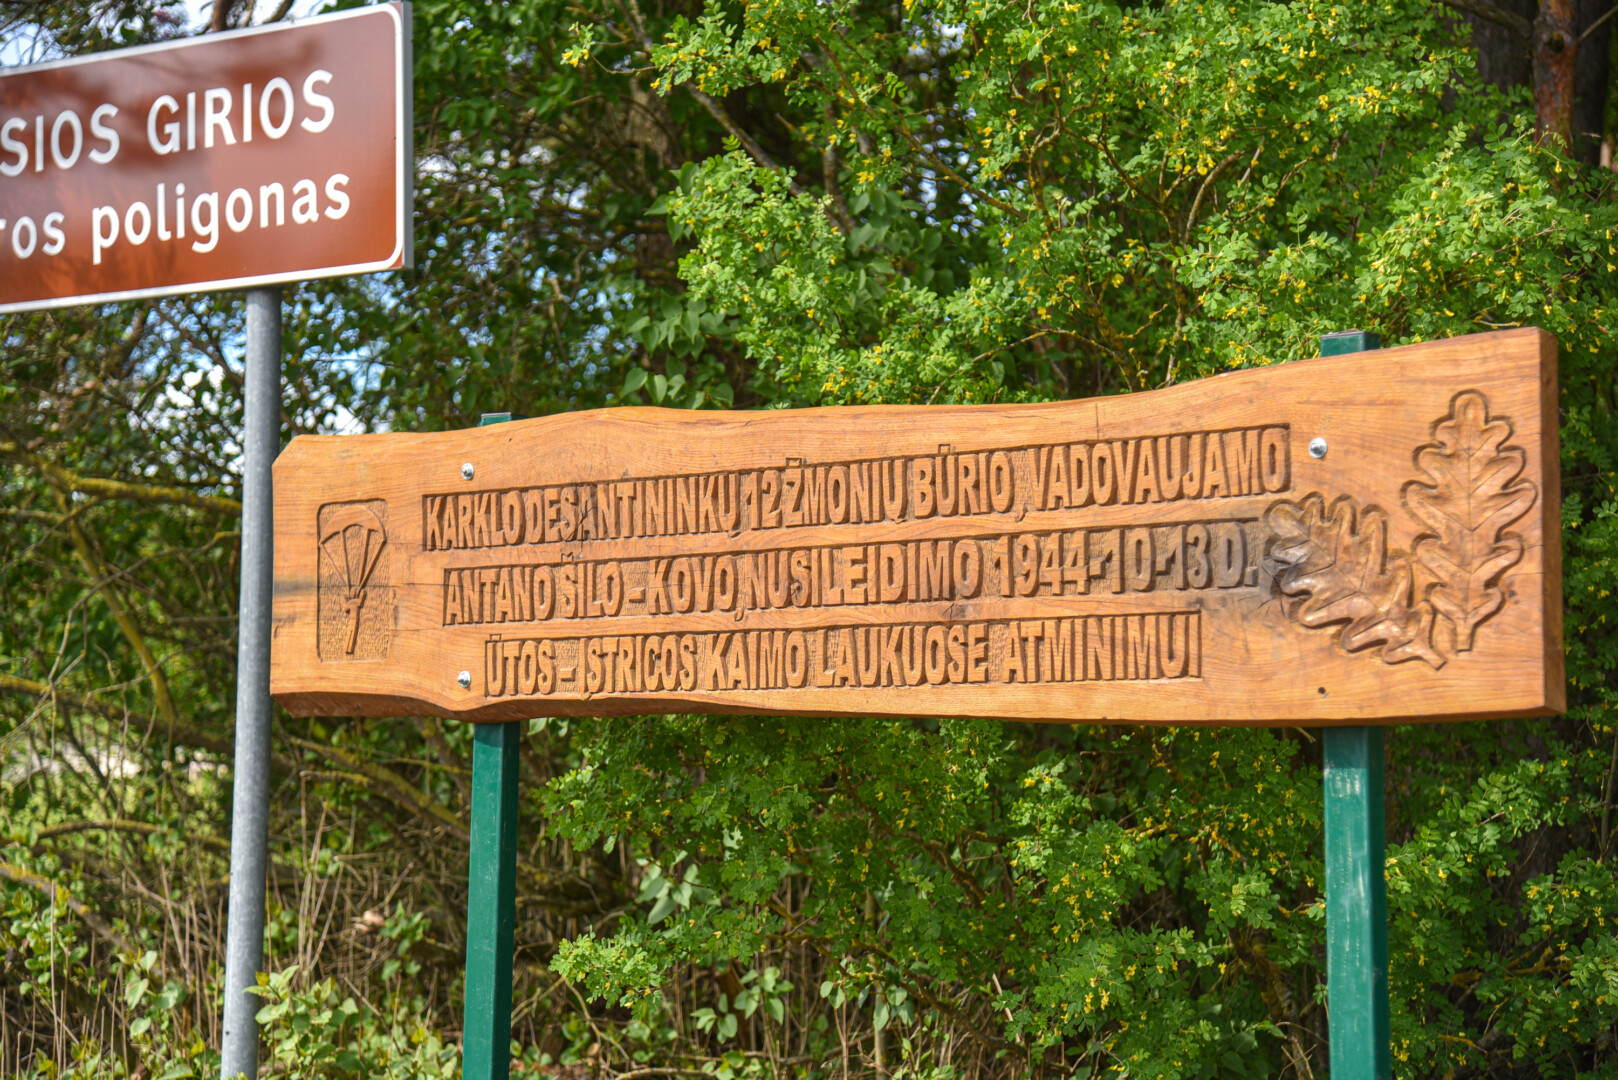 SIOS GIRIOS
ros poligonas
KARKLO DESANTININKŲ, 12 ŽMONIŲ BŪRIO, VADOVAUJAMO
ANTANO ŠILO - KOVO, NUSILEIDIMO 1944-10-13 D.
ŪTOS - ĮSTRICOS KAIMO LAUKUOSE ATMINIMUI